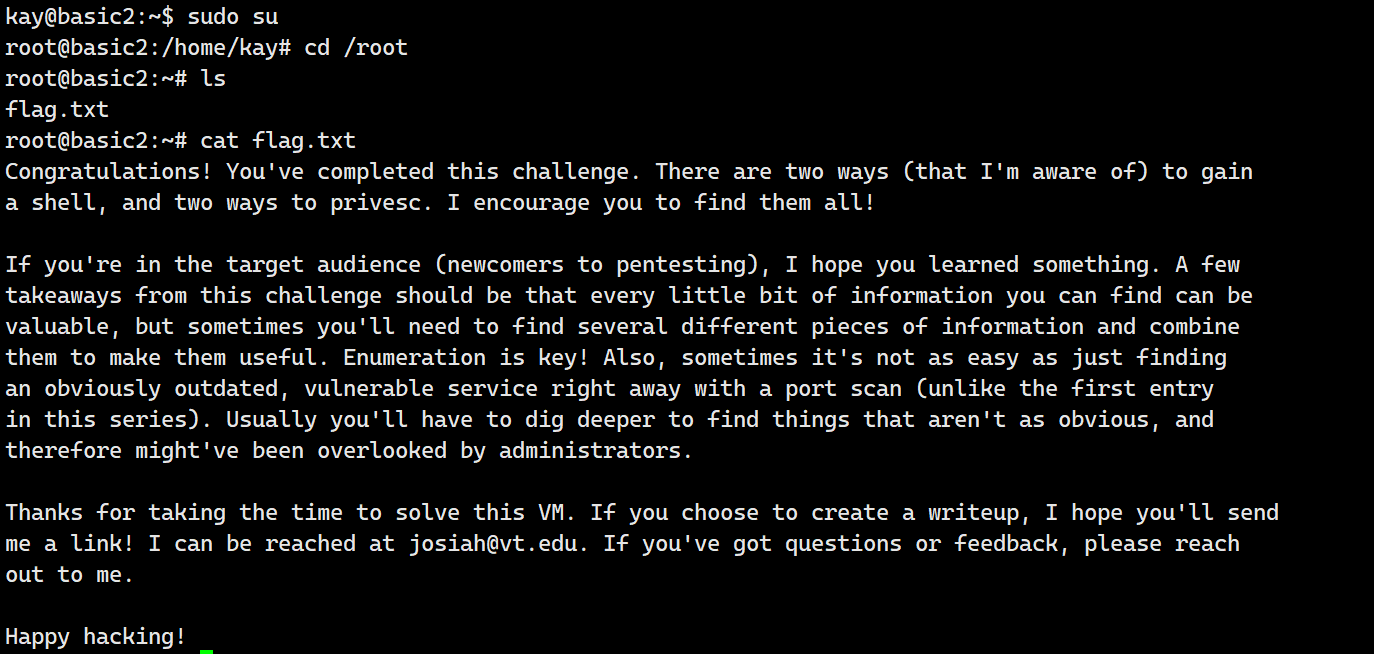 kay@basic2:~$ sudo su
root@basic2:/home/kay# cd /root
root@basic2:~# ls
flag.txt
root@basic2:~# cat flag.txt
Congratulations! You've completed this challenge. There are two ways (that I'm aware of) to gain
a shell, and two ways to privesc. I encourage you to find them all!

If you're in the target audience (newcomers to pentesting), I hope you learned something. A few
takeaways from this challenge should be that every little bit of information you can find can be
valuable, but sometimes you'll need to find several different pieces of information and combine
them to make them useful. Enumeration is key! Also, sometimes it's not as easy as just finding
an obviously outdated, vulnerable service right away with a port scan (unlike the first entry
in this series). Usually you'll have to dig deeper to find things that aren't as obvious, and
therefore might've been overlooked by administrators.

Thanks for taking the time to solve this VM. If you choose to create a writeup, I hope you'll send
me a link! I can be reached at josiah@vt.edu. If you've got questions or feedback, please reach
out to me.

Happy hacking!